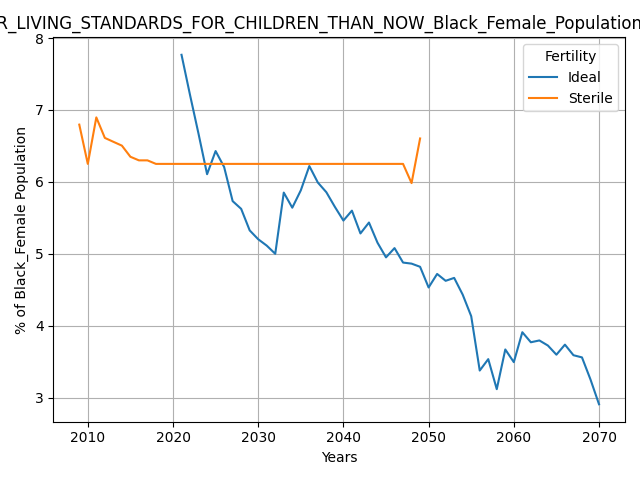 R_LIVING_STANDARDS_FOR_CHILDREN_THAN_NOW_Black_Female_Population
8
7
6
5
4
3
% of Black_Female Population
Fertility
Ideal
Sterile
2010 2020 2030 2040 2050 2060 2070
Years